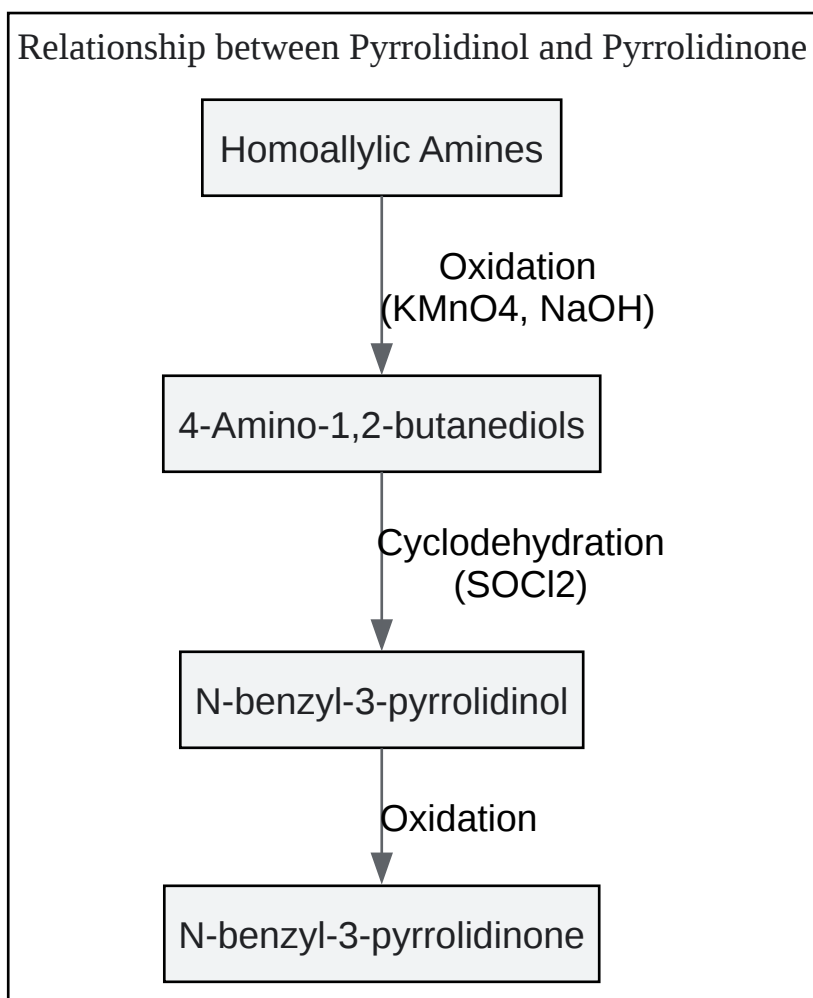 Relationship between Pyrrolidinol and Pyrrolidinone
Homoallylic Amines
Oxidation
(KMnO4, NaOH)
4-Amino-1,2-butanediols
Cyclodehydration
(SOCl2)
N-benzyl-3-pyrrolidinol
Oxidation
N-benzyl-3-pyrrolidinone